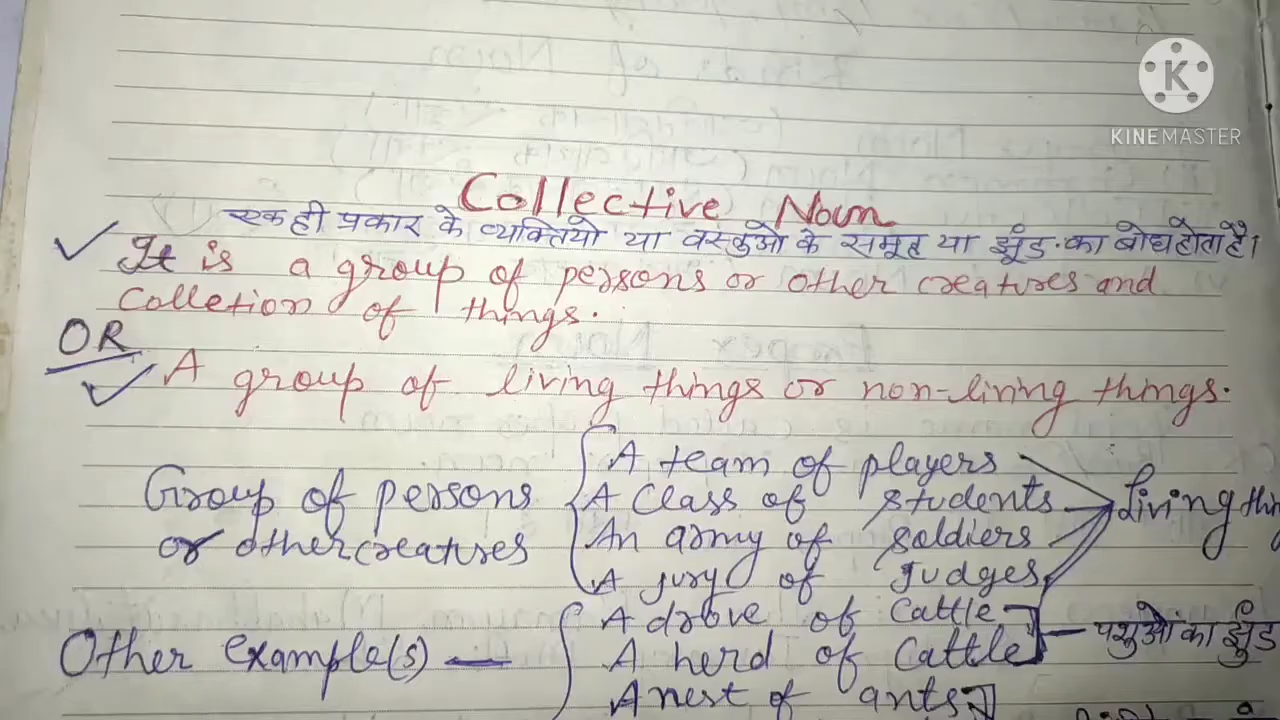 KINEMASTER
Collective Noun
एक ही प्रकार के व्यक्तियो या वस्तुओ के समूह या झुंड का बोध होता है।
It is a group of persons or other creatures and
Colletion of things.
OR
A group of living things or non-living things.
A team of players
Group of persons A Class of students Living thin
or other creatures An army of soldiers
A jury of judges
A drove of Cattle
Other example(s) — A herd of Cattle — पशुओं का झुंड
A nest of ants